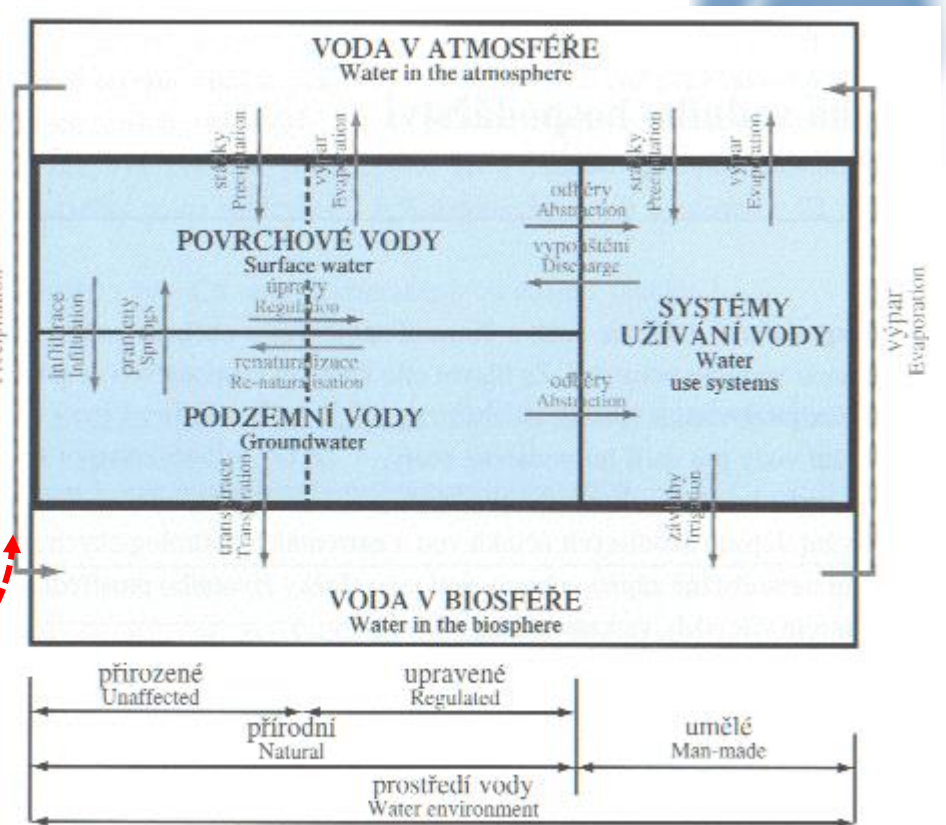 VODA V ATMOSFÉŘE
Water in the atmosphere
srážky
Precipitation
výpar
Evaporation
srážky
Precipitation
výpar
Evaporation
odběry
Abstraction
vypouštění
Discharge
POVRCHOVÉ VODY
Surface water
úpravy
Regulation
infiltrace
Infiltration
prameny
Springs
SYSTÉMY
UŽÍVÁNÍ VODY
Water
use systems
výpar
Evaporation
renaturalizace
Re-naturalisation
odběry
Abstraction
PODZEMNÍ VODY
Groundwater
Transpirace
Transpiration
Závlahy
Irrigation
VODA V BIOSFÉŘE
Water in the biosphere
přirozené
Unaffected
upravené
Regulated
přírodní
Natural
umělé
Man-made
prostředí vody
Water environment